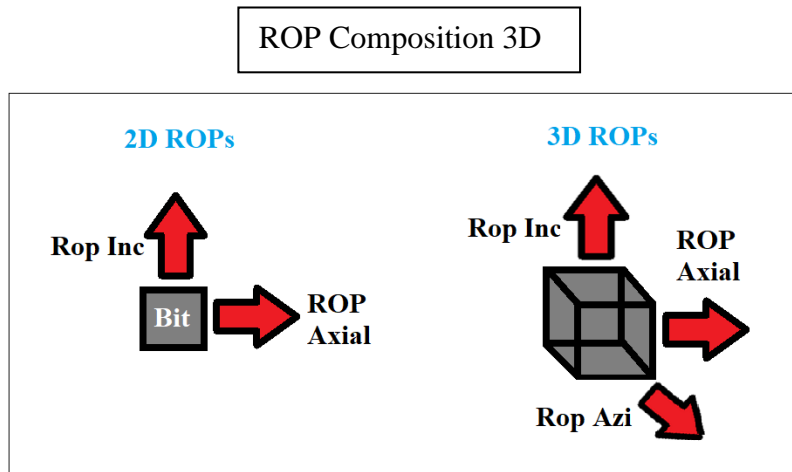 ROP Composition 3D
2D ROPs
Rop Inc
Bit
ROP
Axial
3D ROPs
Rop Inc
ROP
Axial
Rop Azi